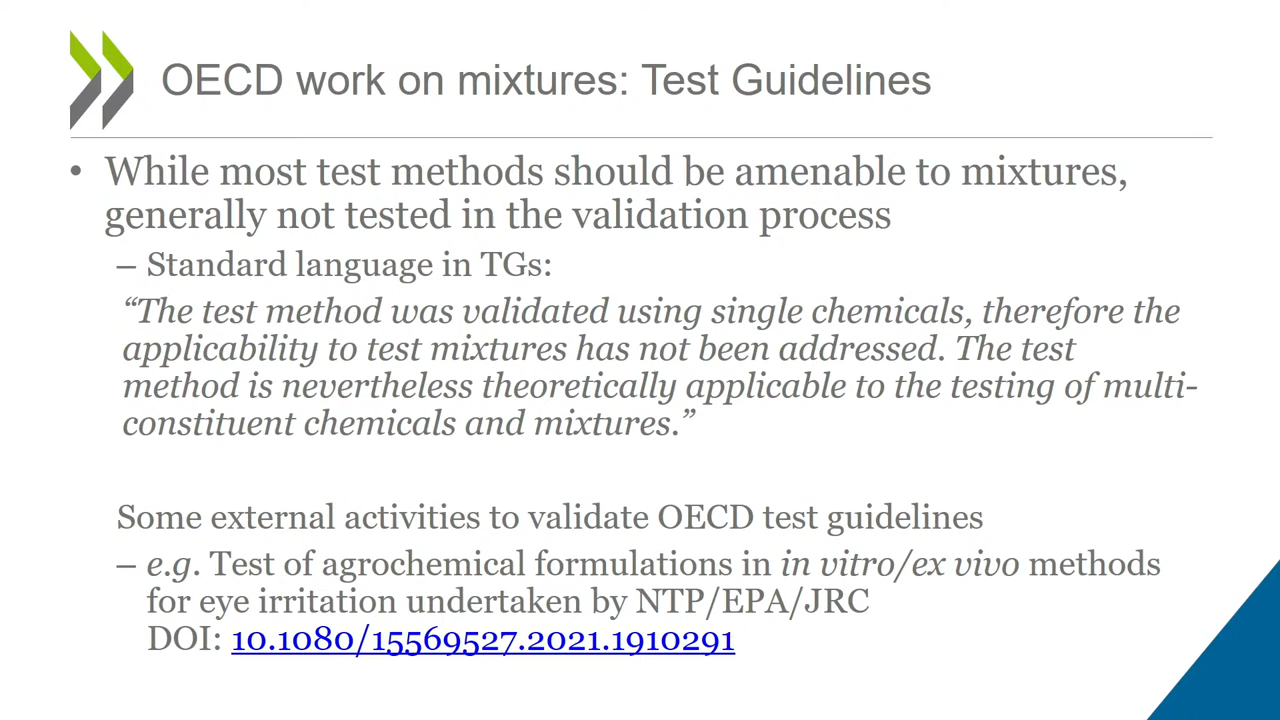 OECD work on mixtures: Test Guidelines
• While most test methods should be amenable to mixtures,
generally not tested in the validation process
– Standard language in TGs:
“The test method was validated using single chemicals, therefore the
applicability to test mixtures has not been addressed. The test
method is nevertheless theoretically applicable to the testing of multi-
constituent chemicals and mixtures.”
Some external activities to validate OECD test guidelines
– e.g. Test of agrochemical formulations in in vitro/ex vivo methods
for eye irritation undertaken by NTP/EPA/JRC
DOI: 10.1080/15569527.2021.1910291